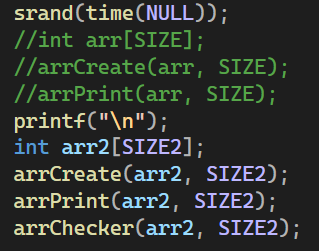 srand(time(NULL));
//int arr[SIZE];
//arrCreate(arr, SIZE);
//arrPrint(arr, SIZE);
printf("\n");
int arr2[SIZE2];
arrCreate(arr2, SIZE2);
arrPrint(arr2, SIZE2);
arrChecker(arr2, SIZE2);